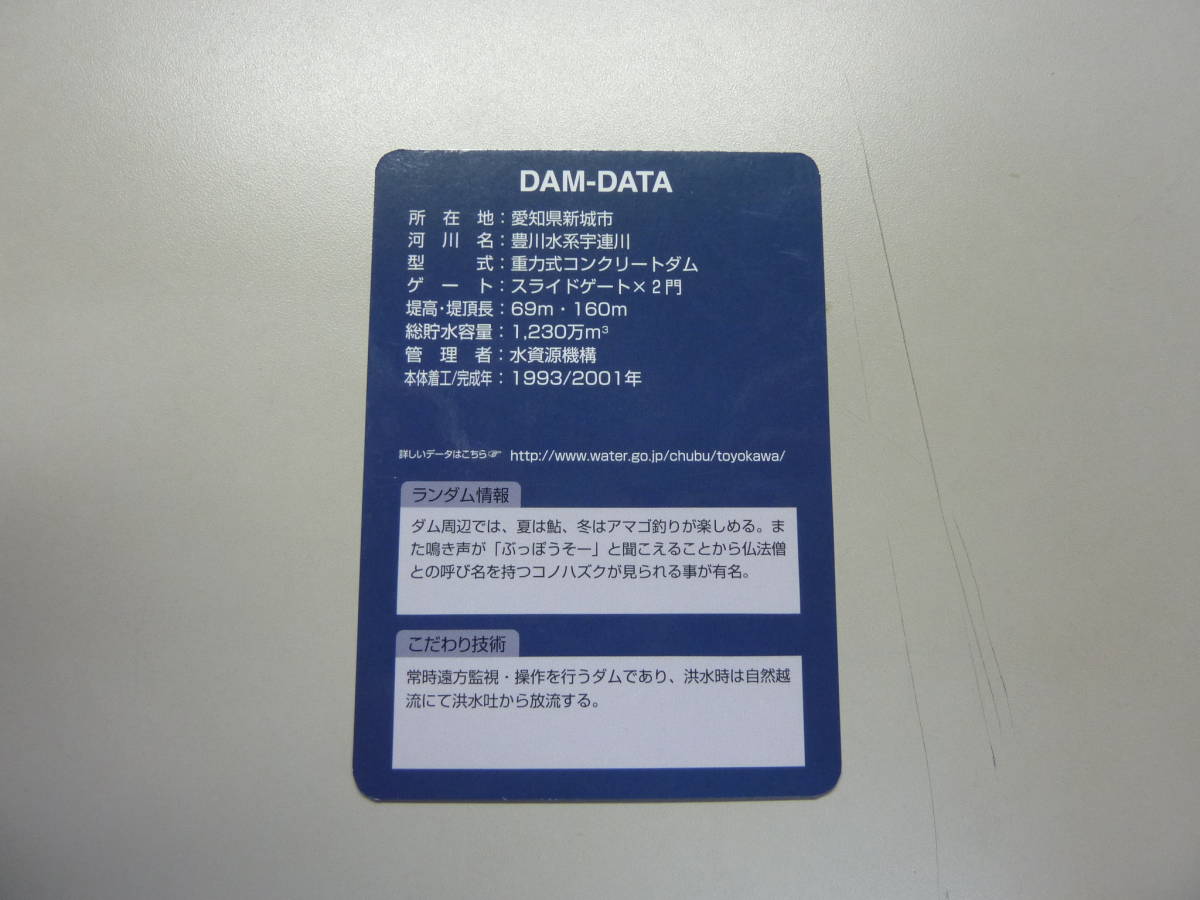 DAM-DATA
所在地：愛知県新城市
河川名：豊川水系宇連川
型式：重力式コンクリートダム
ゲート：スライドゲート×2門
堤高・堤頂長：69m・160m
総貯水容量：1,230万m³
管理者：水資源機構
本体着工/完成年：1993/2001年
詳しいデータはこちら☞ http://www.water.go.jp/chubu/toyokawa/
ランダム情報
ダム周辺では、夏は鮎、冬はアマゴ釣りが楽しめる。ま
た鳴き声が「ぶっぽうそー」と聞こえることから仏法僧
との呼び名を持つコノハズクが見られる事が有名。
こだわり技術
常時遠方監視・操作を行うダムであり、洪水時は自然越
流にて洪水吐から放流する。